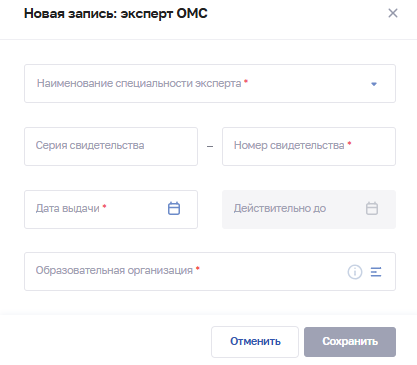 Новая запись: эксперт ОМС
Наименование специальности эксперта *
Серия свидетельства – Номер свидетельства *
Дата выдачи * Действительно до
Образовательная организация *
Отменить Сохранить